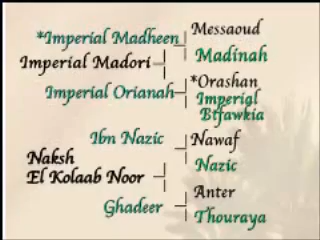 Messaoud
*Imperial Madheen
Madinah
Imperial Madori
*Orashan
Imperial Orianah
Imperial
Btfawkia
Ibn Nazic
Nawaf
Naksh
Nazic
El Kolaab Noor
Anter
Ghadeer
Thouraya